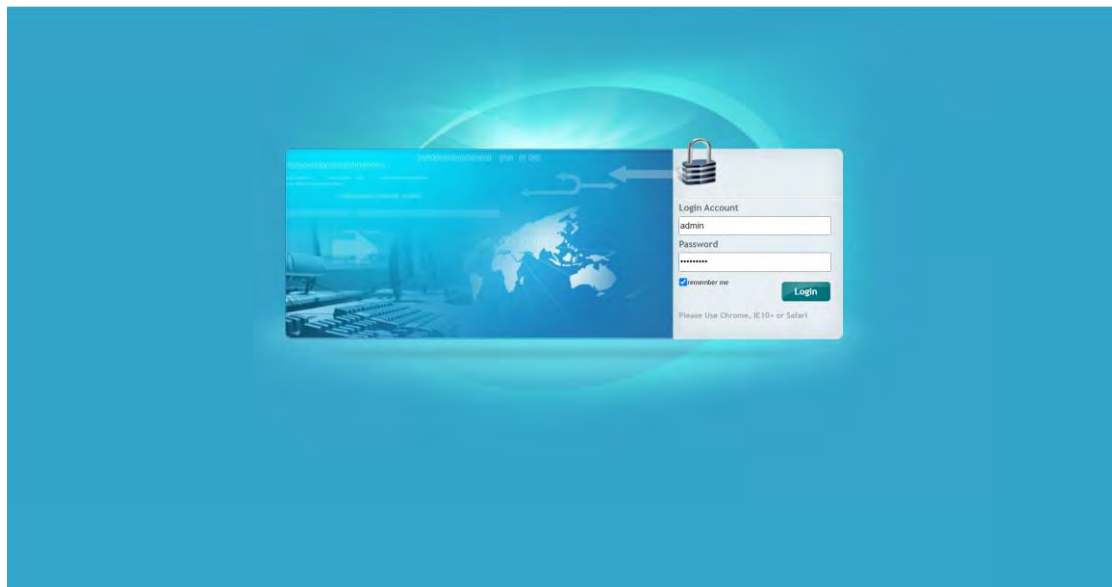 Login Account
admin
Password
•••••••••
remember me
Login
Please Use Chrome, IE10+ or Safari